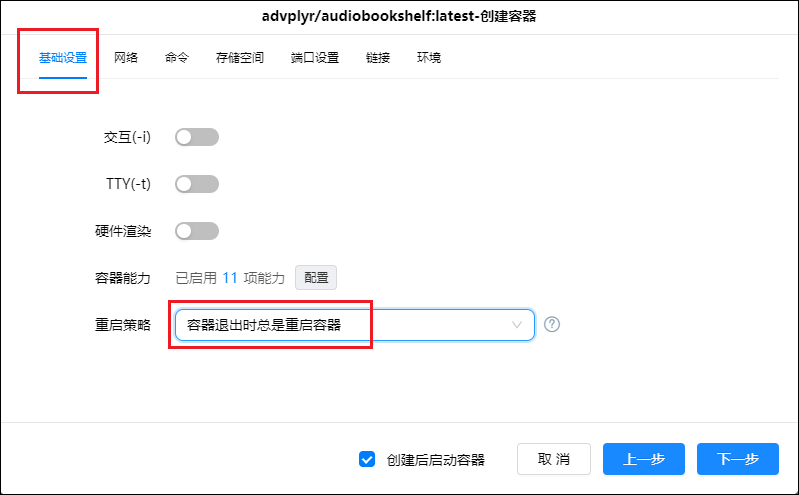 advplyr/audiobookshelf:latest-创建容器
基础设置 网络 命令 存储空间 端口设置 链接 环境
交互(-i)
TTY(-t)
硬件渲染
容器能力 已启用 11 项能力 配置
重启策略 容器退出时总是重启容器 ?
创建后启动容器 取 消 上一步 下一步